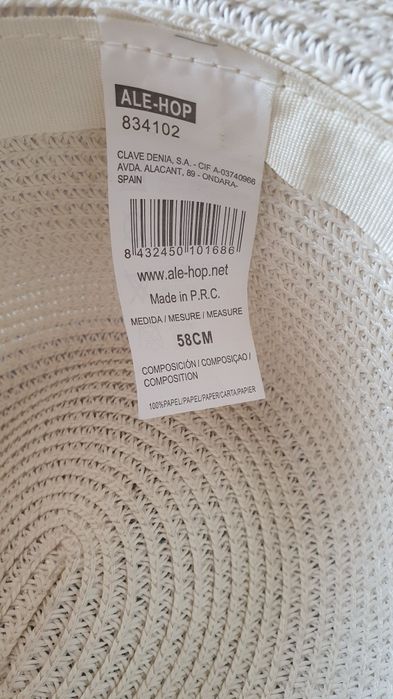 ALE-HOP
834102
CLAVE DENIA, S.A. - CIF A-03740966
AVDA. ALACANT, 89 - ONDARA-
SPAIN
8 432450 101686
www.ale-hop.net
Made in P.R.C.
MEDIDA / MESURE / MEASURE
58CM
COMPOSICIÓN / COMPOSIÇAO /
COMPOSITION
100%PAPEL/PAPEL/PAPER/CARTA/PAPIER